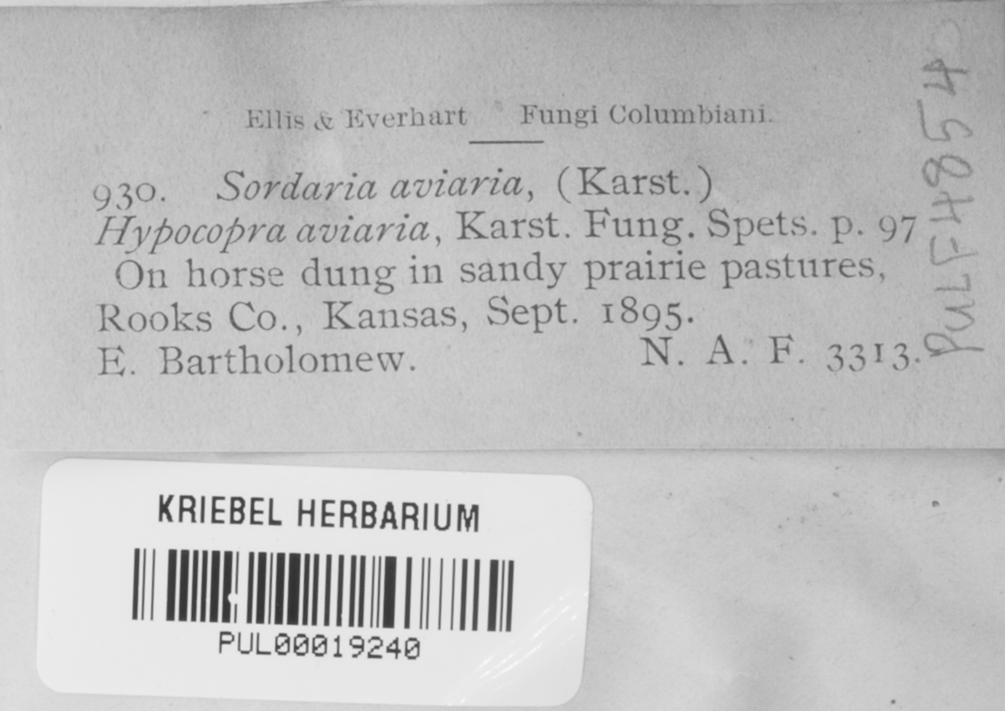 Ellis & Everhart Fungi Columbiani.
930. Sordaria aviaria, (Karst.)
Hypocopra aviaria, Karst. Fung. Spets. p. 97
On horse dung in sandy prairie pastures,
Rooks Co., Kansas, Sept. 1895.
E. Bartholomew. N. A. F. 3313.
PUL F4854
KRIEBEL HERBARIUM
PUL00019240